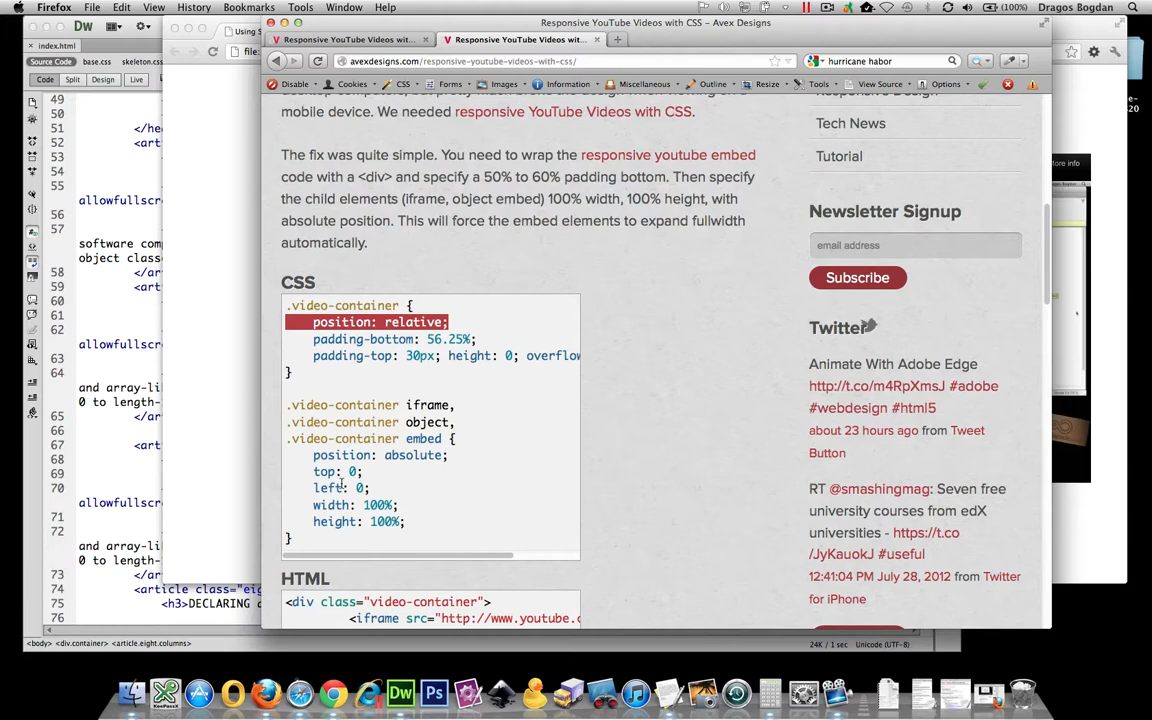 Firefox File Edit View History Bookmarks Tools Window Help
(100%) Dragos Bogdan
Dw
Responsive YouTube Videos with CSS – Avex Designs
index.html
Using S
Responsive YouTube Videos wit...
Responsive YouTube Videos wit...
Source Code base.css skeleton.css
file:
avexdesigns.com/responsive-youtube-videos-with-css/
hurricane habor
Code Split Design Live
Disable Cookies CSS Forms Images Information Miscellaneous Outline Resize Tools View Source Options
mobile device. We needed responsive YouTube Videos with CSS.
The fix was quite simple. You need to wrap the responsive youtube embed
code with a <div> and specify a 50% to 60% padding bottom. Then specify
the child elements (iframe, object embed) 100% width, 100% height, with
absolute position. This will force the embed elements to expand fullwidth
automatically.
CSS
.video-container {
position: relative;
padding-bottom: 56.25%;
padding-top: 30px; height: 0; overflo
}
.video-container iframe,
.video-container object,
.video-container embed {
position: absolute;
top: 0;
left: 0;
width: 100%;
height: 100%;
}
HTML
<div class="video-container">
<iframe src="http://www.youtube.c
Tech News
Tutorial
Newsletter Signup
email address
Subscribe
Twitter
Animate With Adobe Edge
http://t.co/m4RpXmsJ #adobe
#webdesign #html5
about 23 hours ago from Tweet
Button
RT @smashingmag: Seven free
university courses from edX
universities - https://t.co
/JyKauokJ #useful
12:41:04 PM July 28, 2012 from Twitter
for iPhone
ore info
49
50
51 </he
52 <art
53
54
55
allowfullscr
56
57
software comp
object classe
58 </ar
59 <art
60
61
62
allowfullscr
63
64
and array-lik
0 to length-
65 </ar
66
67 <art
68
69
70
allowfullscr
71
72
and array-lik
0 to length-
73 </ar
74 <article class="eig
75 <h3>DECLARING a
76
<body> <div.container> <article.eight.columns>
24K / 1 sec Unicode (UTF-8)
Dw Ps